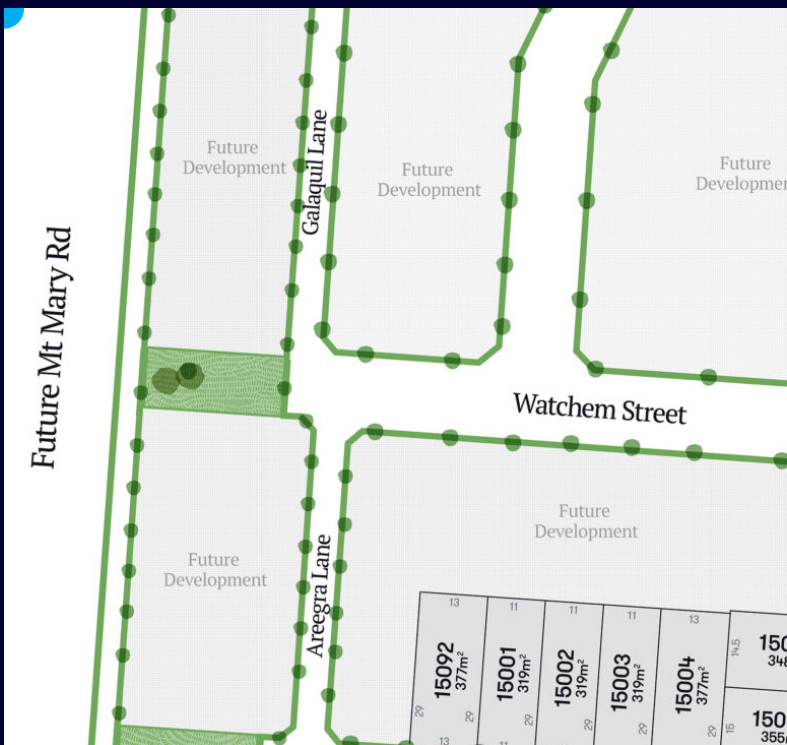 Future
Development
Galaquil Lane
Future
Development
Future
Future Mt Mary Rd
Watchem Street
Future
Development
Future
Development
Areegra Lane
13
11
11
13
15092
377m²
15001
319m²
15002
319m²
15003
319m²
15004
377m²
14.5
29
29
29
29
29
15
13
11